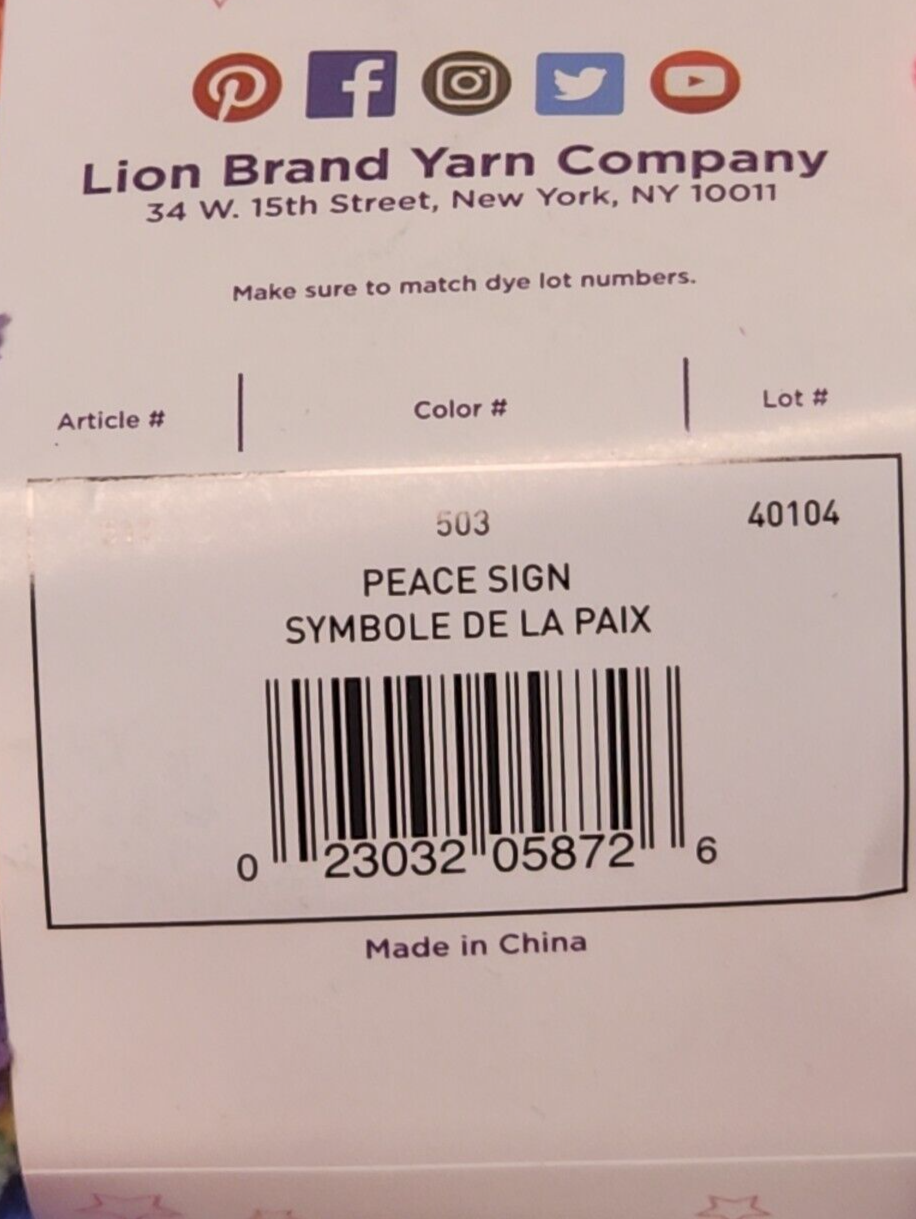 Lion Brand Yarn Company
34 W. 15th Street, New York, NY 10011
Make sure to match dye lot numbers.
Article # Color # Lot #
503 40104
PEACE SIGN
SYMBOLE DE LA PAIX
0 23032 05872 6
Made in China